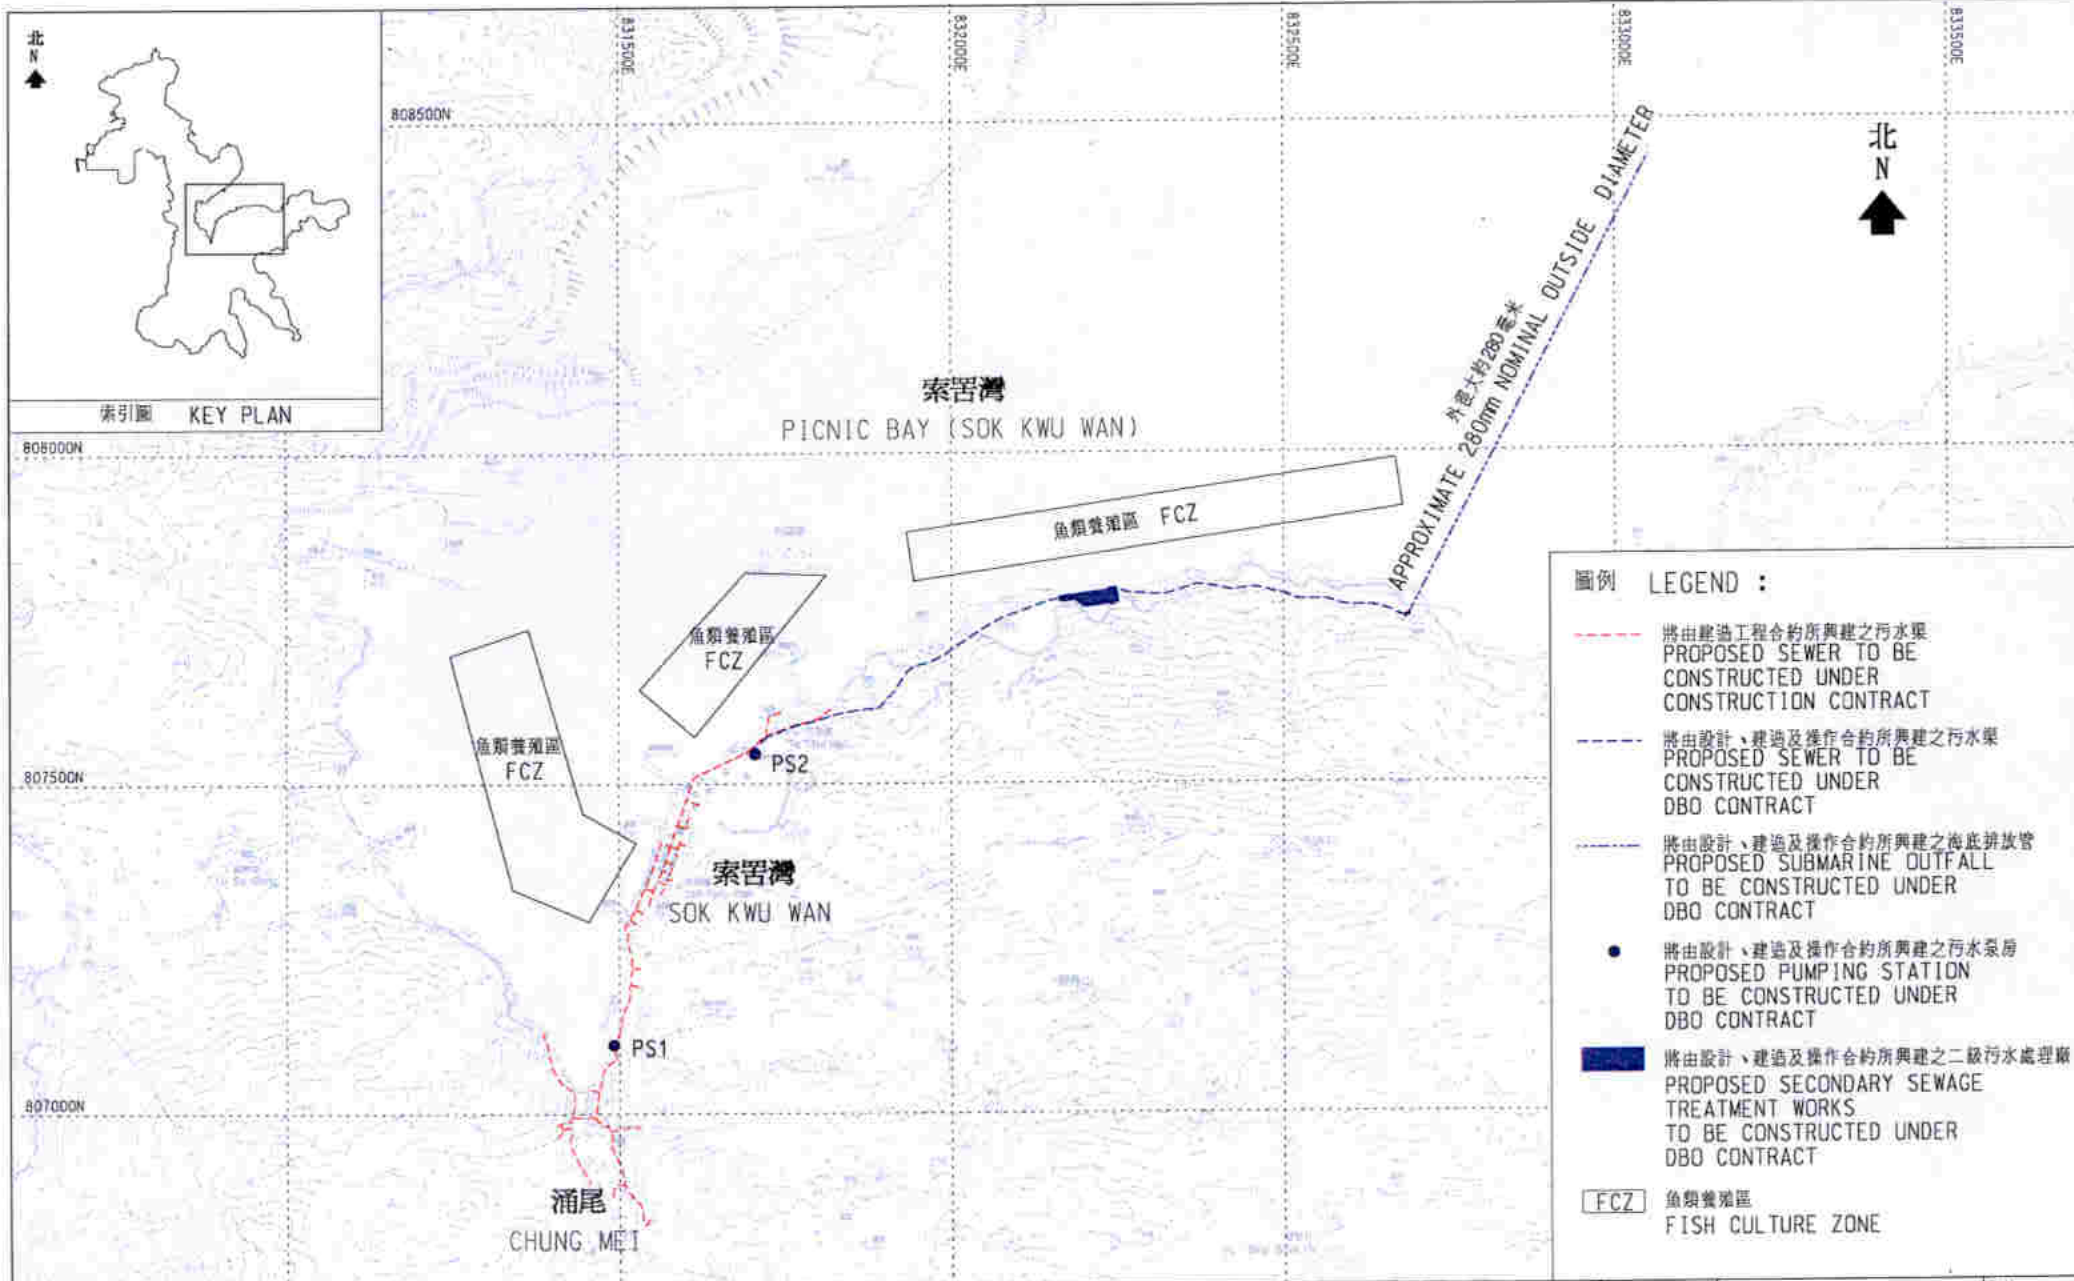 北
N
索引圖 KEY PLAN
831500E
832000E
832500E
833000E
833500E
808500N
808000N
807500N
807000N
北
N
索罟灣
PICNIC BAY (SOK KWU WAN)
外徑大約280毫米
APPROXIMATE 280mm NOMINAL OUTSIDE DIAMETER
魚類養殖區 FCZ
魚類養殖區
FCZ
魚類養殖區
FCZ
PS2
索罟灣
SOK KWU WAN
PS1
涌尾
CHUNG MEI
圖例 LEGEND :
將由建造工程合約所興建之污水渠
PROPOSED SEWER TO BE
CONSTRUCTED UNDER
CONSTRUCTION CONTRACT
將由設計、建造及操作合約所興建之污水渠
PROPOSED SEWER TO BE
CONSTRUCTED UNDER
DBO CONTRACT
將由設計、建造及操作合約所興建之海底排放管
PROPOSED SUBMARINE OUTFALL
TO BE CONSTRUCTED UNDER
DBO CONTRACT
將由設計、建造及操作合約所興建之污水泵房
PROPOSED PUMPING STATION
TO BE CONSTRUCTED UNDER
DBO CONTRACT
將由設計、建造及操作合約所興建之二級污水處理廠
PROPOSED SECONDARY SEWAGE
TREATMENT WORKS
TO BE CONSTRUCTED UNDER
DBO CONTRACT
FCZ 魚類養殖區
FISH CULTURE ZONE